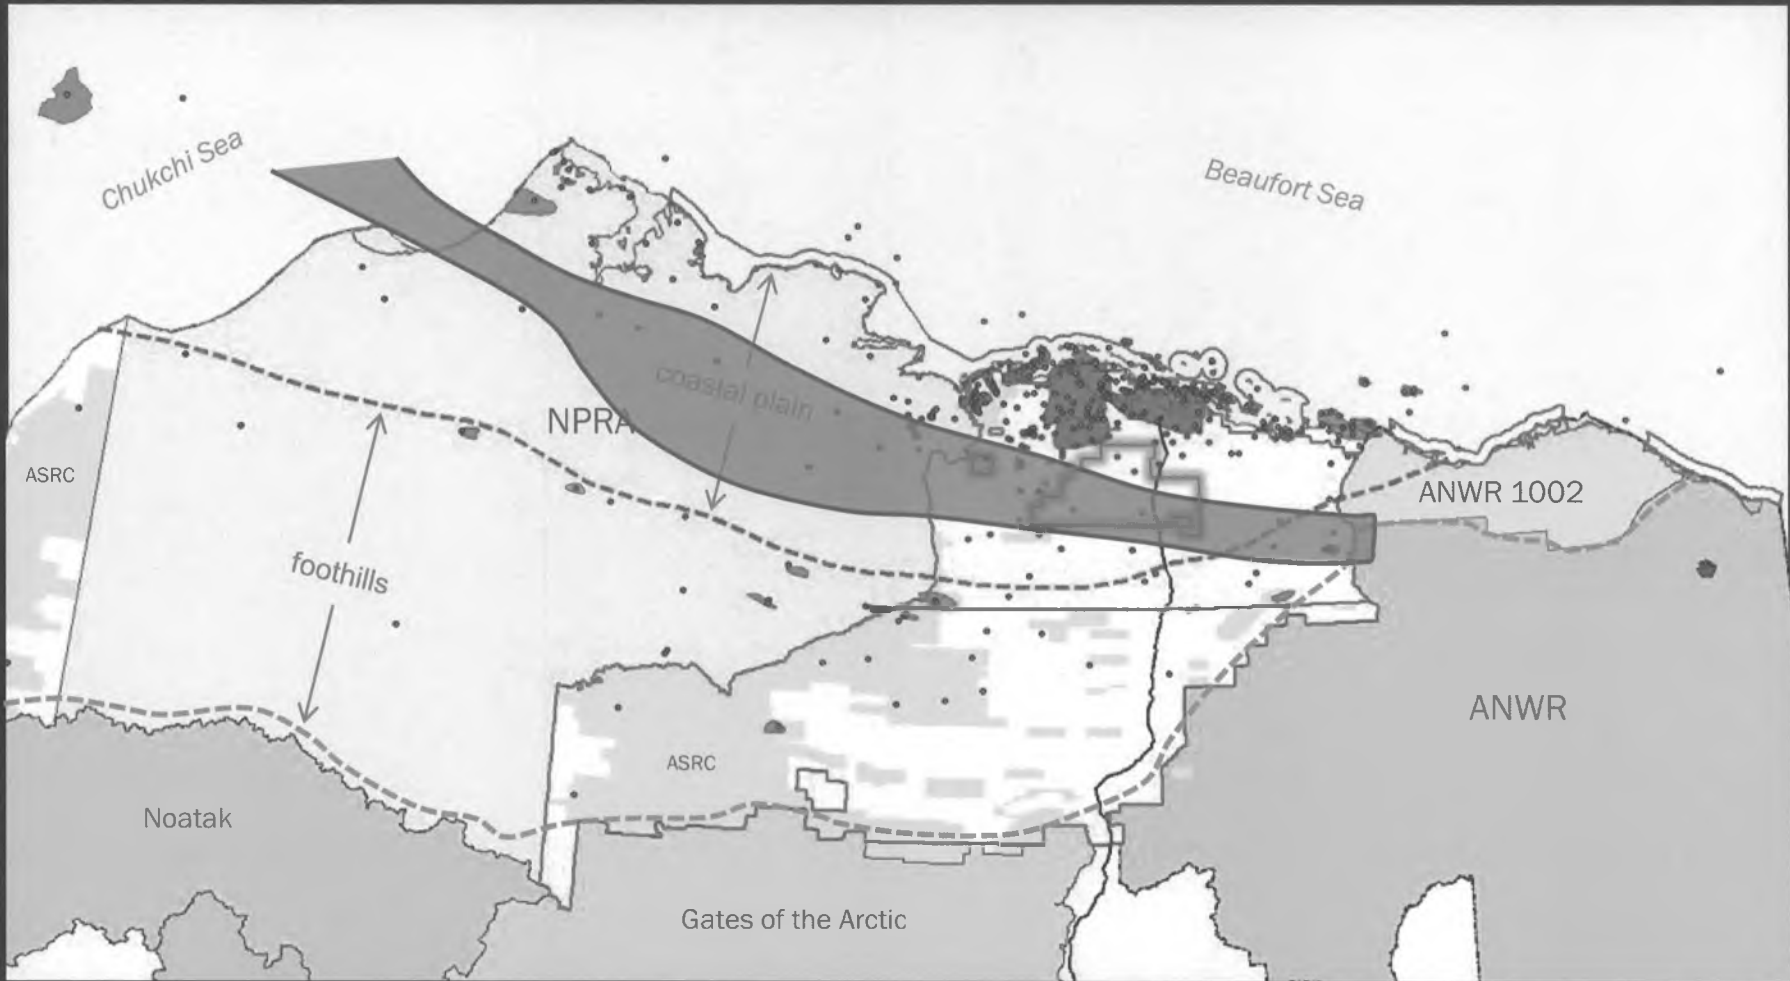 Chukchi Sea
Beaufort Sea
coastal plain
NPRA
ASRC
ANWR 1002
foothills
ANWR
ASRC
Noatak
Gates of the Arctic